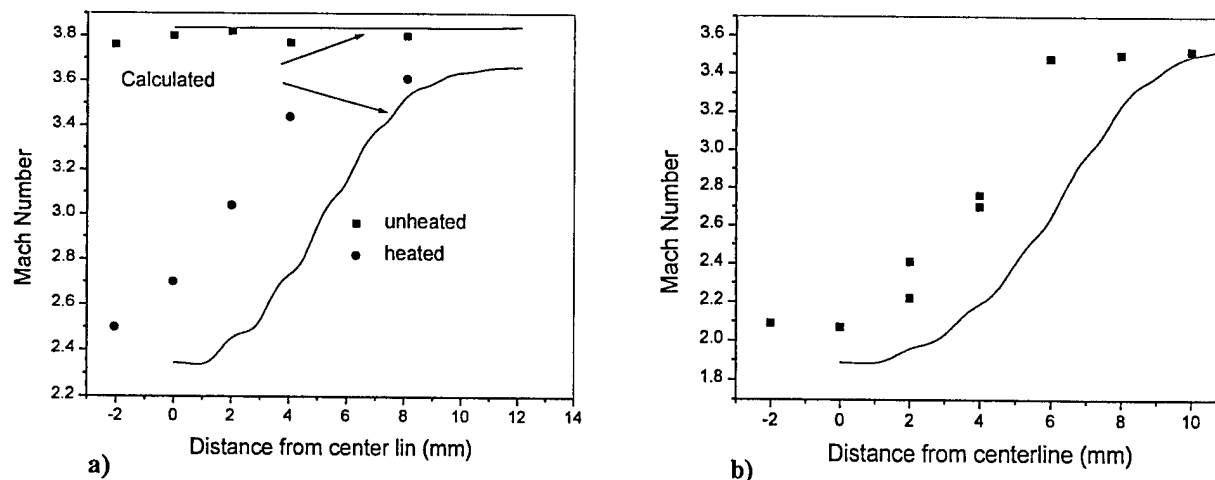 3.8
3.6
3.4
3.2
3.0
2.8
2.6
2.4
2.2
Mach Number
Calculated
unheated
heated
-2 0 2 4 6 8 10 12 14
Distance from center lin (mm)
a)
3.6
3.4
3.2
3.0
2.8
2.6
2.4
2.2
2.0
1.8
Mach Number
-2 0 2 4 6 8 10
Distance from centerline (mm)
b)